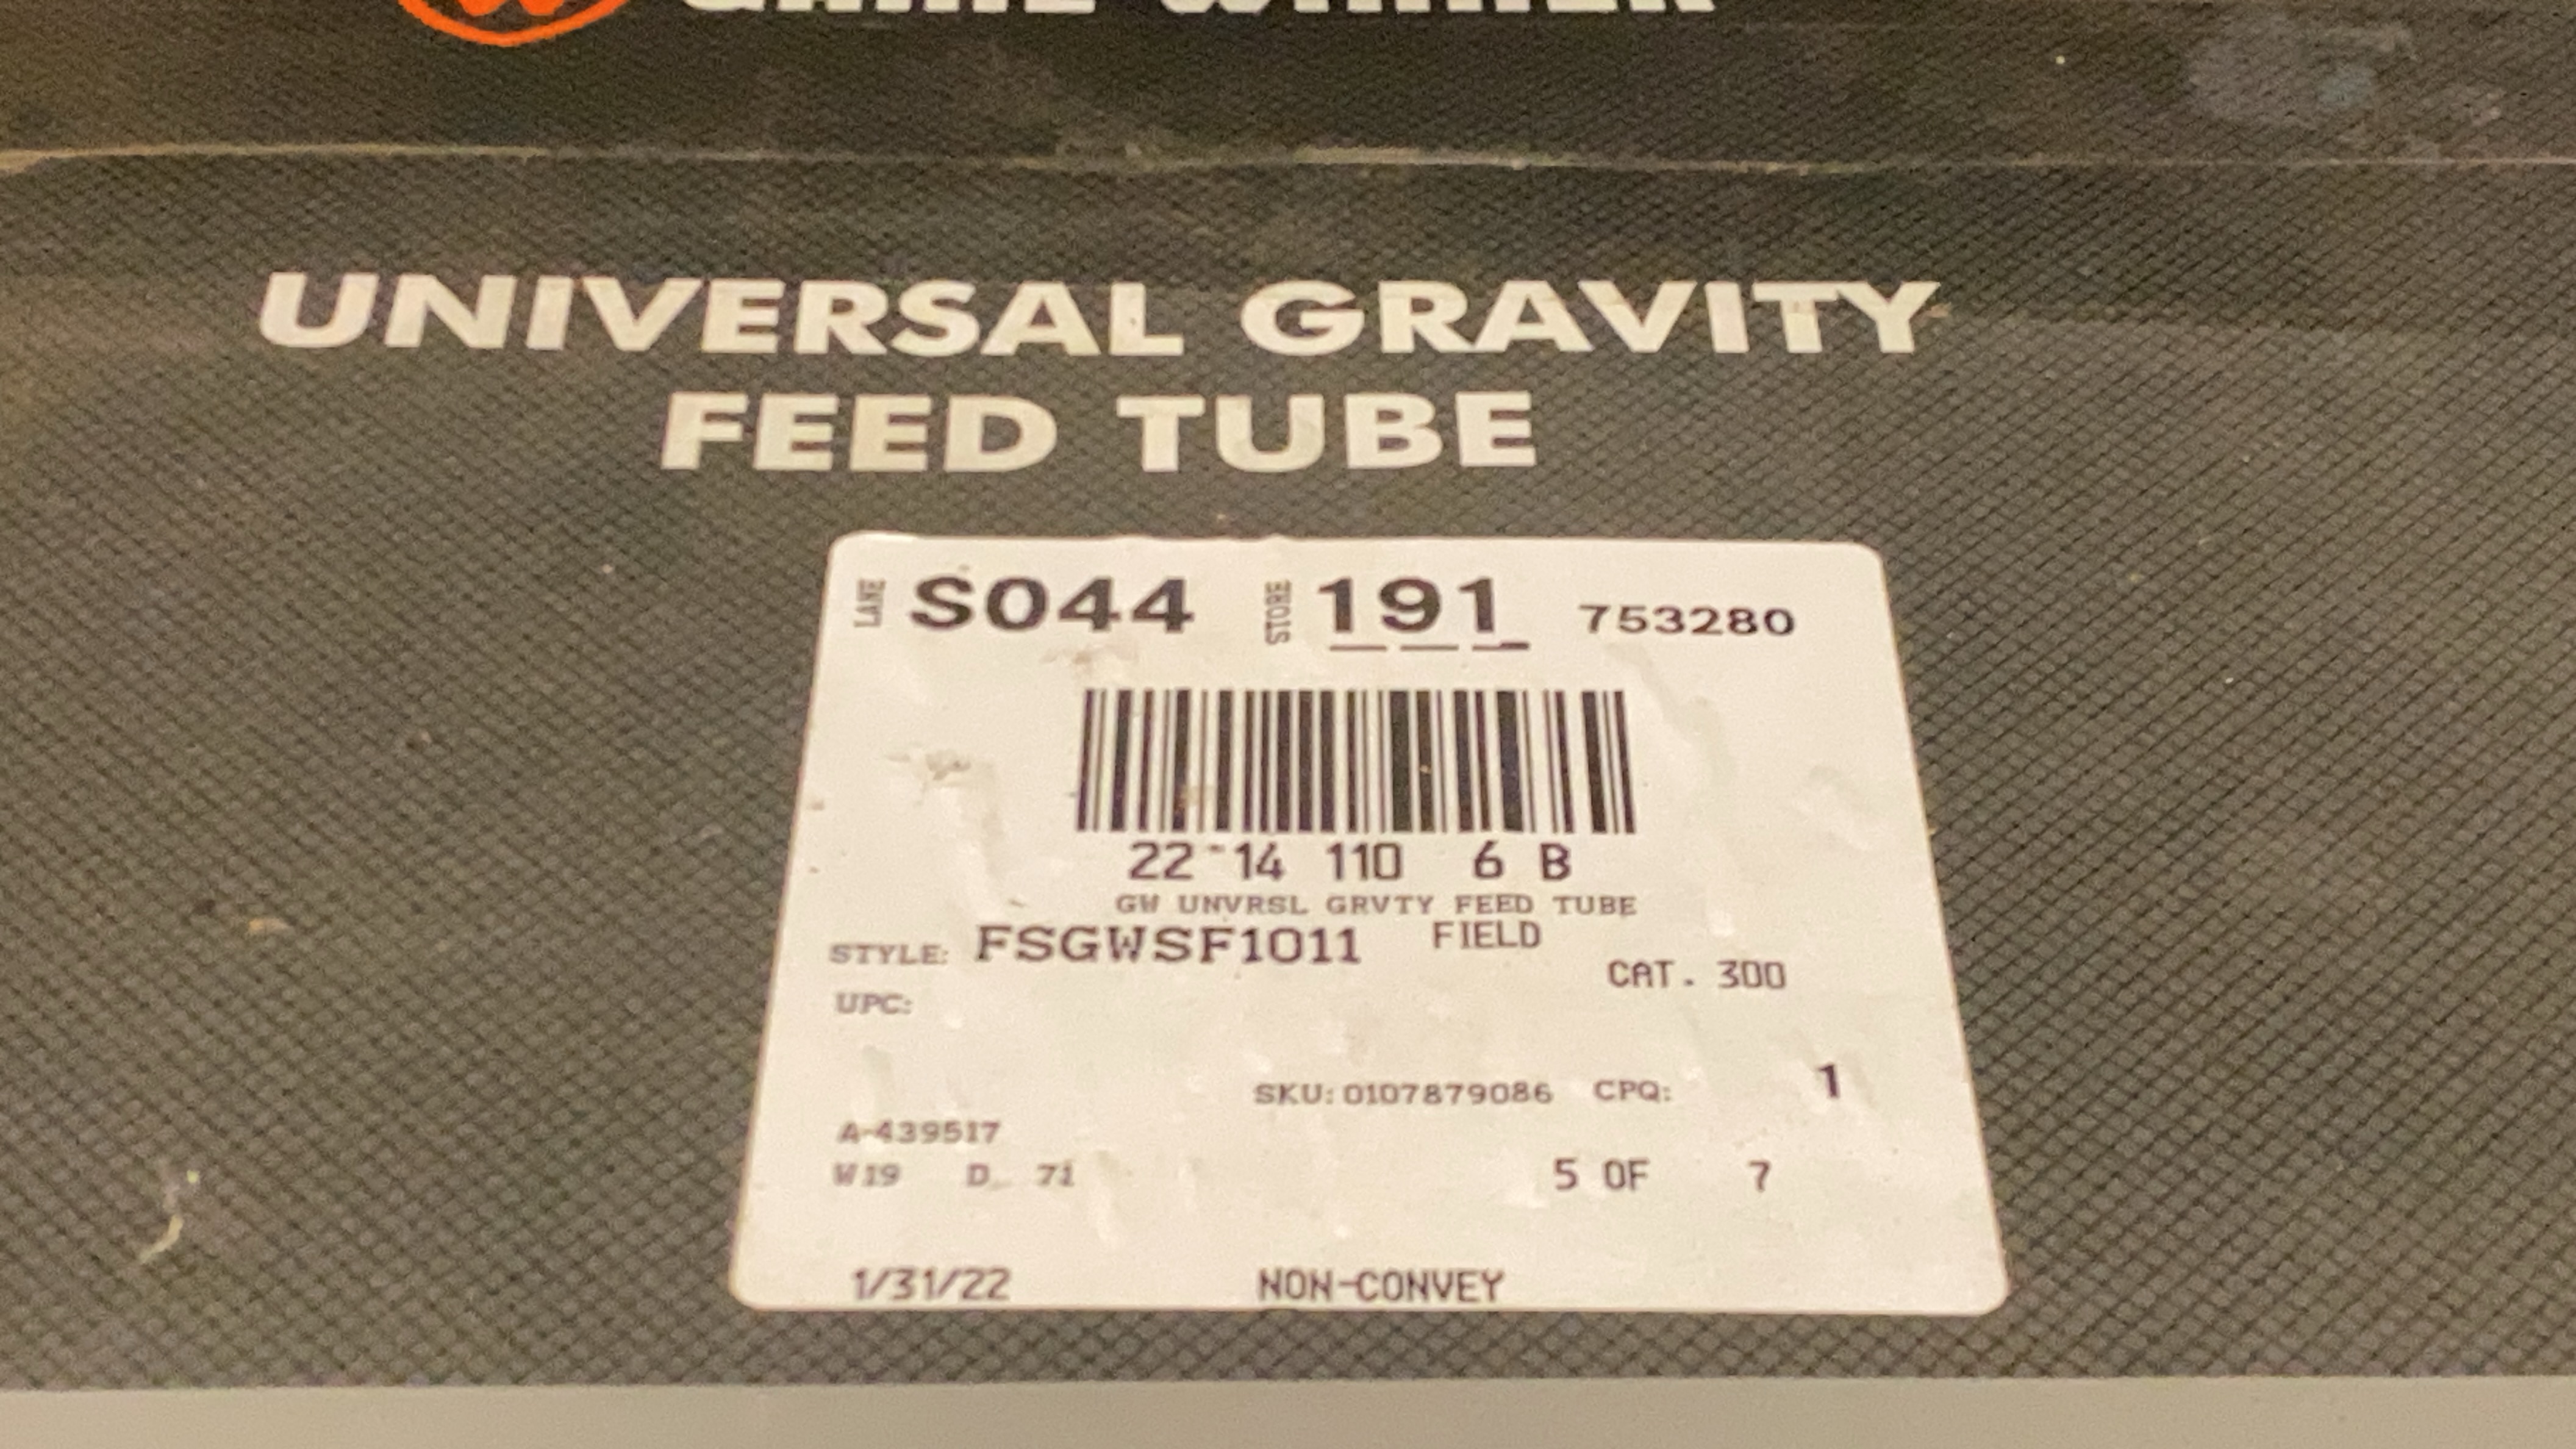 GAME WINNER
UNIVERSAL GRAVITY
FEED TUBE
LANE S044 STORE 191 753280
22-14 110 6 B
GW UNVRSL GRVTY FEED TUBE
STYLE: FSGWSF1011 FIELD
CAT. 300
UPC:
SKU: 0107879086 CPQ: 1
A-439517
W19 D 71 5 OF 7
1/31/22 NON-CONVEY